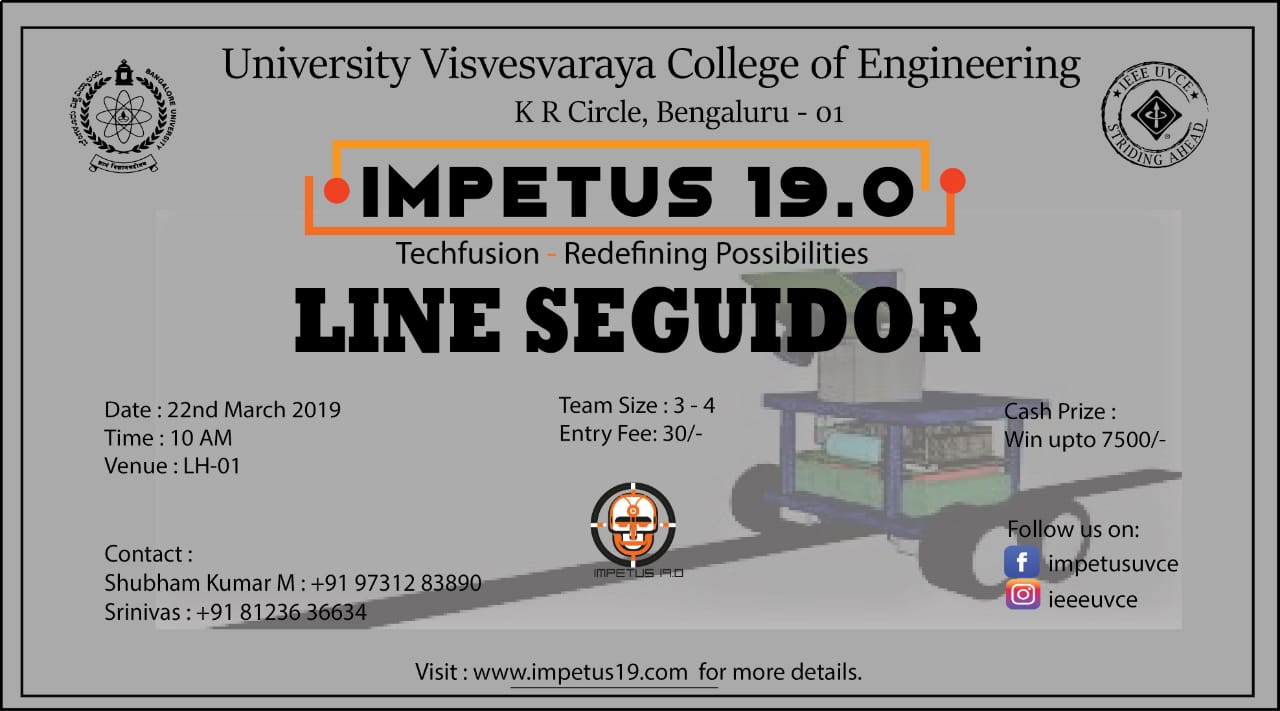 University Visvesvaraya College of Engineering
K R Circle, Bengaluru - 01
BANGALORE UNIVERSITY
IEEE UVCE
STRIDING AHEAD
IMPETUS 19.0
Techfusion - Redefining Possibilities
LINE SEGUIDOR
Date : 22nd March 2019
Time : 10 AM
Venue : LH-01
Team Size : 3 - 4
Entry Fee: 30/-
Cash Prize :
Win upto 7500/-
IMPETUS 19.0
Contact :
Shubham Kumar M : +91 97312 83890
Srinivas : +91 81236 36634
Follow us on:
impetusuvce
ieeeuvce
Visit : www.impetus19.com for more details.